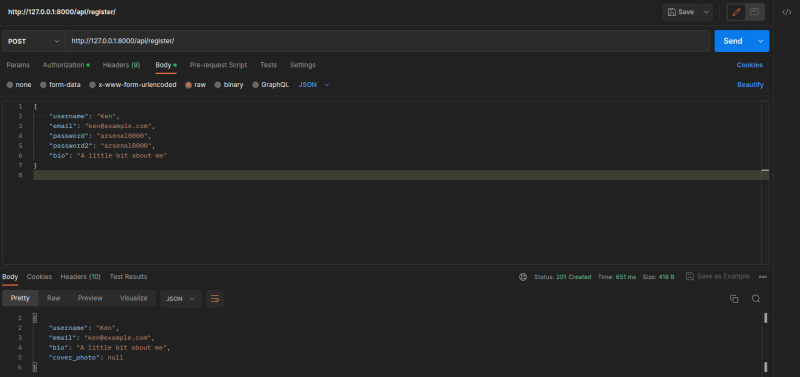 http://127.0.0.1:8000/api/register/
Save
POST
http://127.0.0.1:8000/api/register/
Send
Params
Authorization
Headers (9)
Body
Pre-request Script
Tests
Settings
Cookies
none
form-data
x-www-form-urlencoded
raw
binary
GraphQL
JSON
Beautify
1 {
2 "username": "Ken",
3 "email": "ken@example.com",
4 "password": "arsenal8000",
5 "password2": "arsenal8000",
6 "bio": "A little bit about me"
7 }
8
Body
Cookies
Headers (10)
Test Results
Status: 201 Created
Time: 651 ms
Size: 416 B
Save as Example
Pretty
Raw
Preview
Visualize
JSON
1 {
2 "username": "Ken",
3 "email": "ken@example.com",
4 "bio": "A little bit about me",
5 "cover_photo": null
6 }